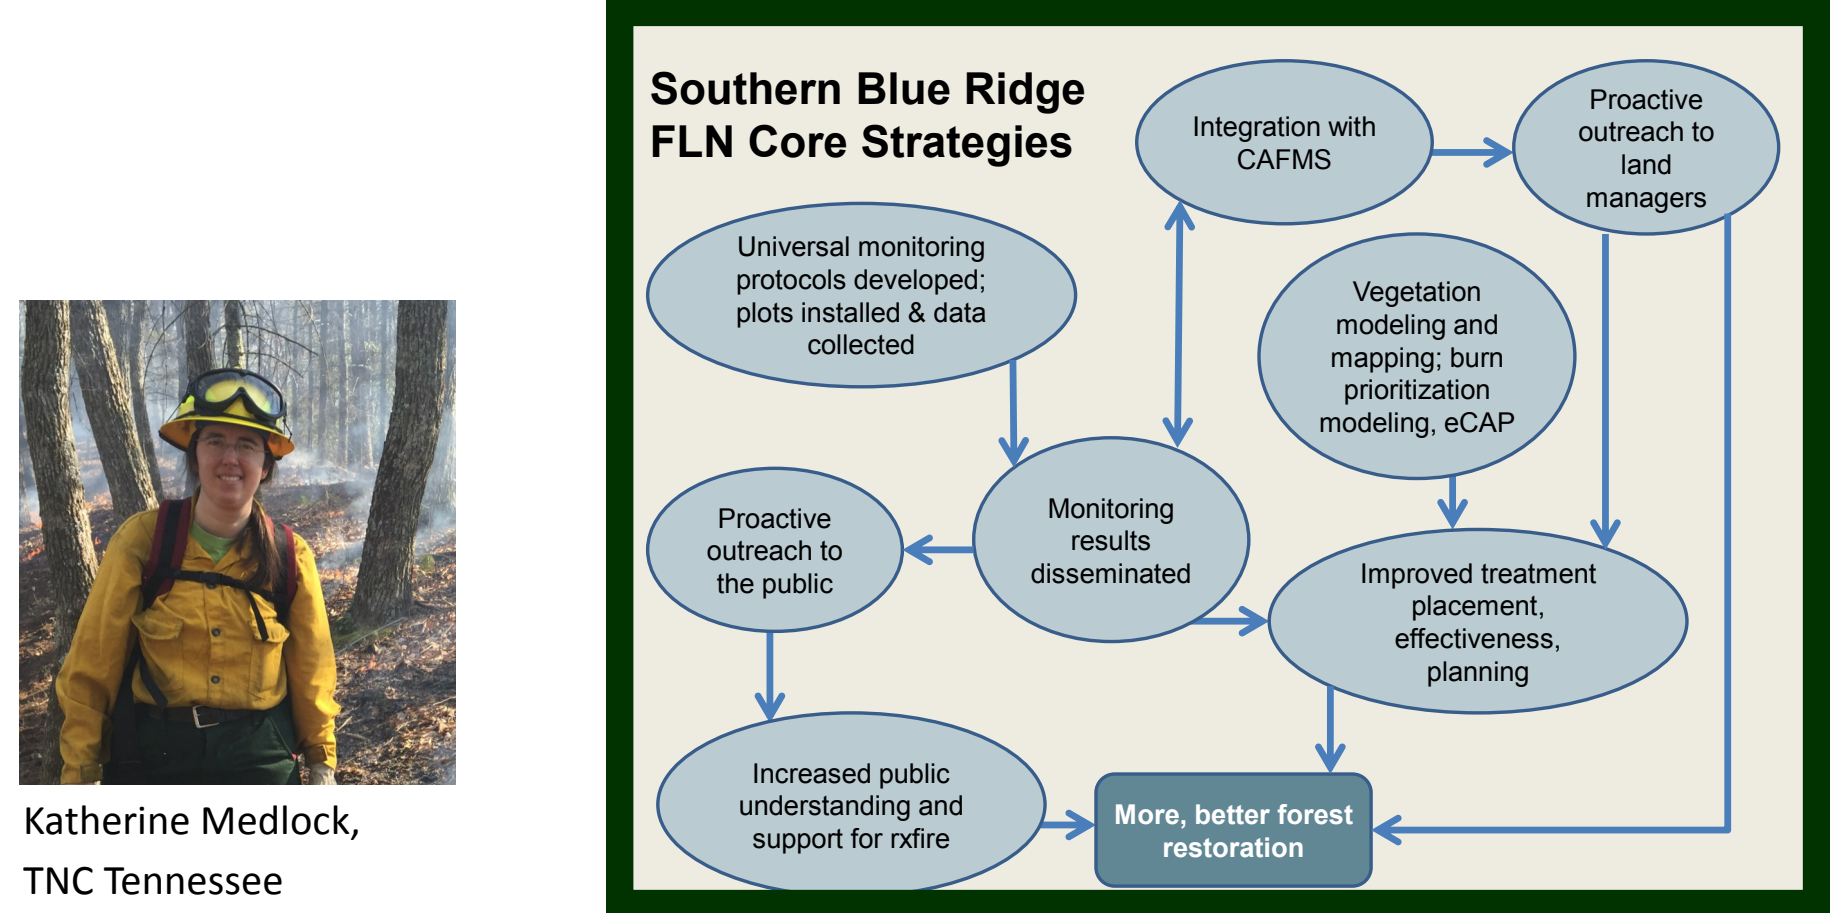 Southern Blue Ridge
FLN Core Strategies
Integration with
CAFMS
Proactive
outreach to
land
managers
Universal monitoring
protocols developed;
plots installed & data
collected
Vegetation
modeling and
mapping; burn
prioritization
modeling, eCAP
Proactive
outreach to
the public
Monitoring
results
disseminated
Improved treatment
placement,
effectiveness,
planning
Increased public
understanding and
support for rxfire
More, better forest
restoration
Katherine Medlock,
TNC Tennessee